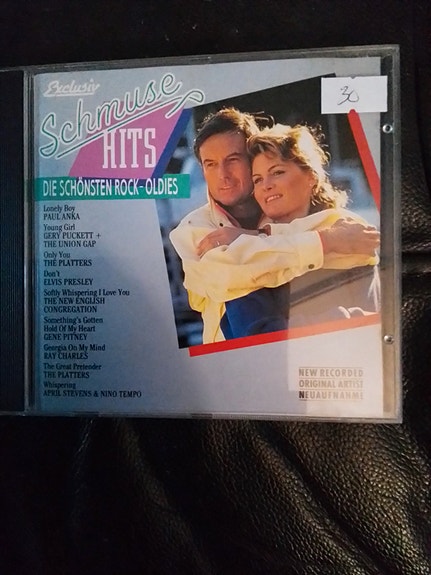 Exclusiv
Schmuse
HITS
DIE SCHÖNSTEN ROCK-OLDIES
30
Lonely Boy
PAUL ANKA
Young Girl
GERY PUCKETT +
THE UNION GAP
Only You
THE PLATTERS
Don't
ELVIS PRESLEY
Softly Whispering I Love You
THE NEW ENGLISH
CONGREGATION
Something's Gotten
Hold Of My Heart
GENE PITNEY
Georgia On My Mind
RAY CHARLES
The Great Pretender
THE PLATTERS
Whispering
APRIL STEVENS & NINO TEMPO
NEW RECORDED
ORIGINAL ARTIST
NEUAUFNAHME